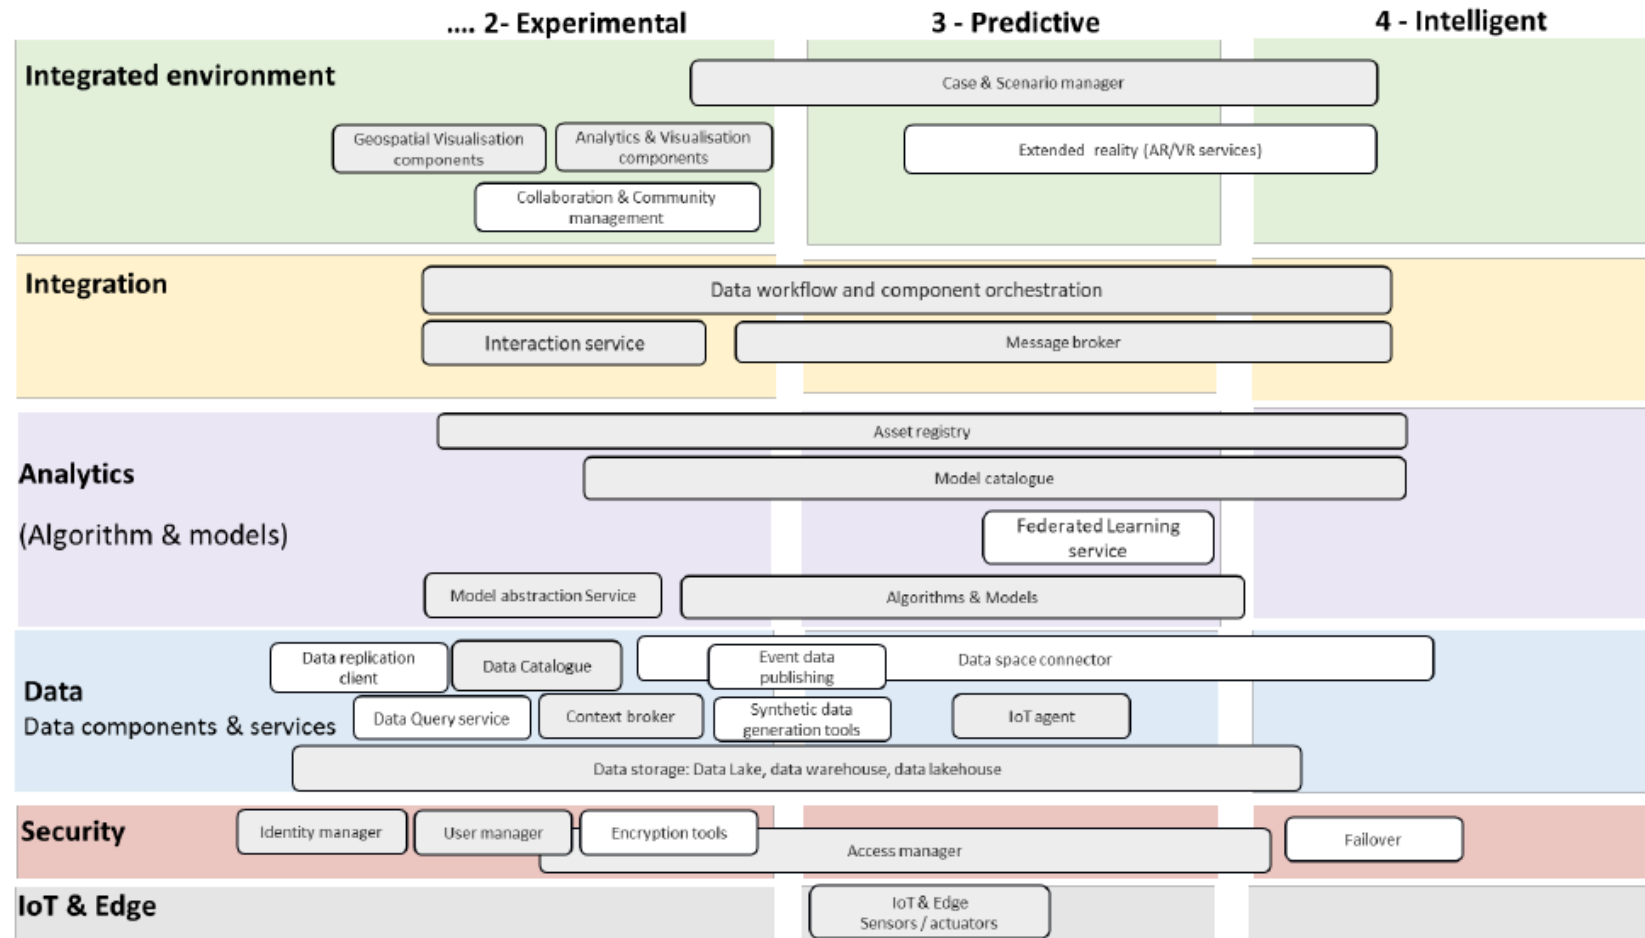 .... 2- Experimental
3 - Predictive
4 - Intelligent
Integrated environment
Case & Scenario manager
Geospatial Visualisation
components
Analytics & Visualisation
components
Extended reality (AR/VR services)
Collaboration & Community
management
Integration
Data workflow and component orchestration
Interaction service
Message broker
Analytics
(Algorithm & models)
Asset registry
Model catalogue
Federated Learning
service
Model abstraction Service
Algorithms & Models
Data
Data components & services
Data replication
client
Data Catalogue
Event data
publishing
Data space connector
Data Query service
Context broker
Synthetic data
generation tools
IoT agent
Data storage: Data Lake, data warehouse, data lakehouse
Security
Identity manager
User manager
Encryption tools
Access manager
Failover
IoT & Edge
IoT & Edge
Sensors / actuators